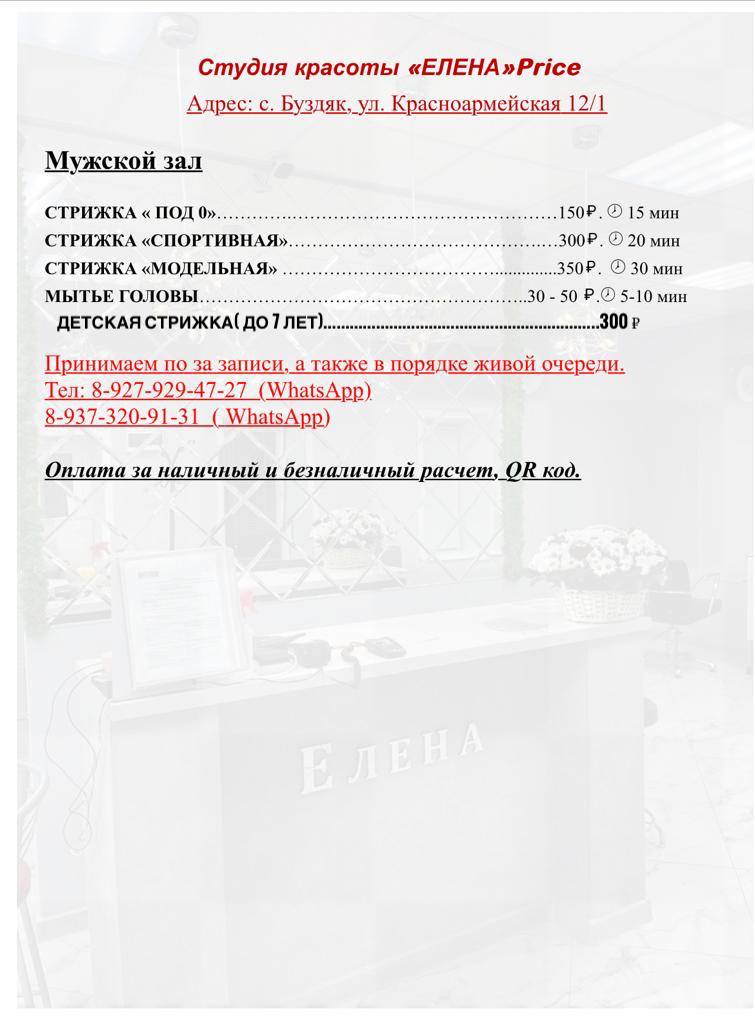 Студия красоты «ЕЛЕНА»Price
Адрес: с. Буздяк, ул. Красноармейская 12/1
Мужской зал
СТРИЖКА « ПОД 0»……………………………………………………150₽. 🕗 15 мин
СТРИЖКА «СПОРТИВНАЯ»…………………………………………300₽. 🕗 20 мин
СТРИЖКА «МОДЕЛЬНАЯ» ………………………………..............350₽. 🕗 30 мин
МЫТЬЕ ГОЛОВЫ…………………………………………………..30 - 50 ₽.🕗 5-10 мин
ДЕТСКАЯ СТРИЖКА( ДО 7 ЛЕТ)..................................................................300 ₽
Принимаем по за записи, а также в порядке живой очереди.
Тел: 8-927-929-47-27 (WhatsApp)
8-937-320-91-31 ( WhatsApp)
Оплата за наличный и безналичный расчет, QR код.
ЕЛЕНА